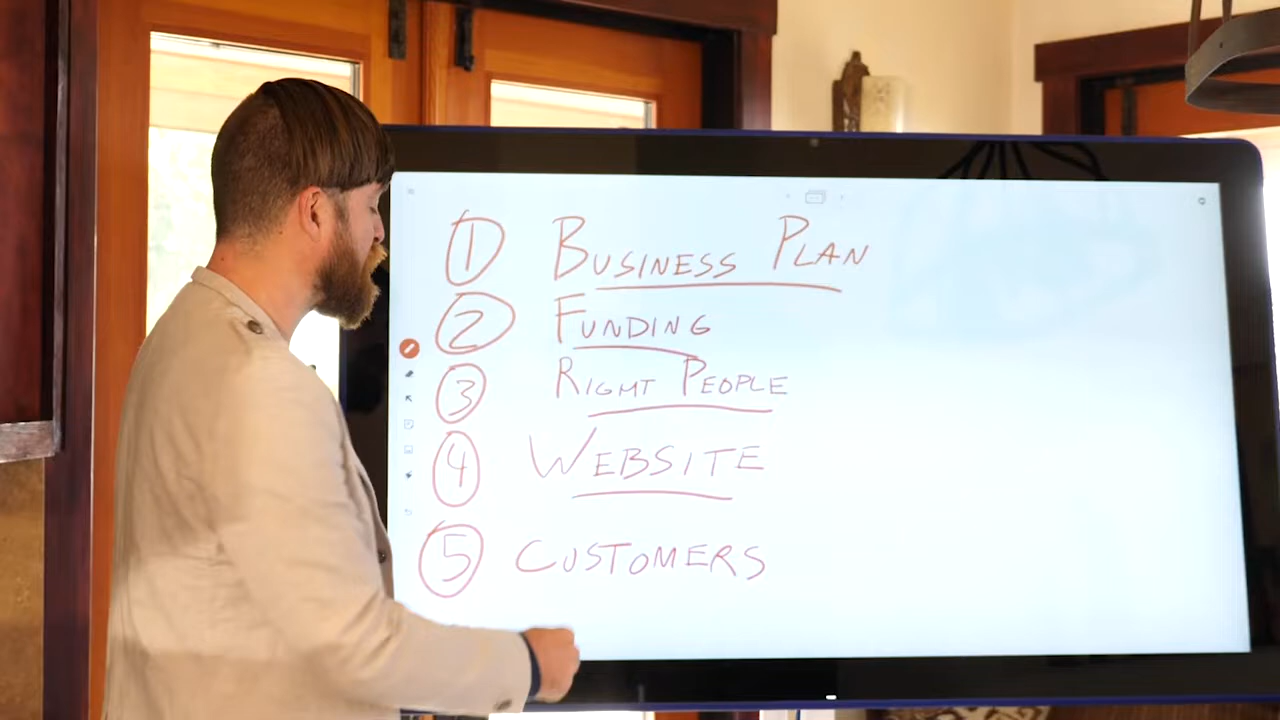 1 BUSINESS PLAN
2 FUNDING
3 RIGHT PEOPLE
4 WEBSITE
5 CUSTOMERS